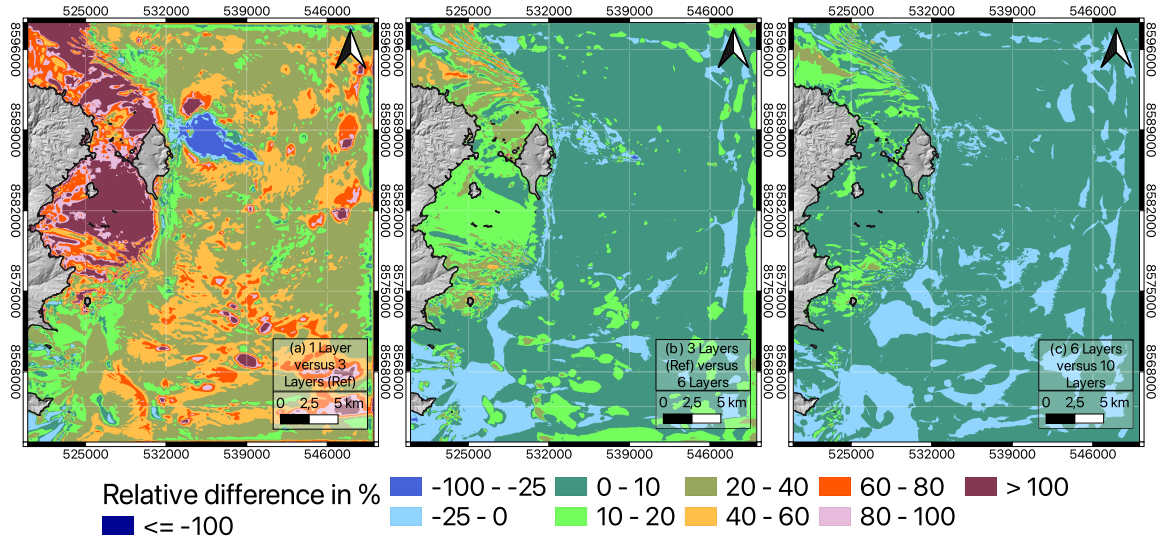 525000 532000 539000 546000 525000 532000 539000 546000 525000 532000 539000 546000
8596000 8596000 8596000
8589000 8589000 8589000
8582000 8582000 8582000
8575000 8575000 8575000
8568000 8568000 8568000
(a) 1 Layer
versus 3
Layers (Ref)
0 2.5 5 km
(b) 3 Layers
(Ref) versus
6 Layers
0 2.5 5 km
(c) 6 Layers
versus 10
Layers
0 2.5 5 km
525000 532000 539000 546000 525000 532000 539000 546000 525000 532000 539000 546000
Relative difference in %
<= -100
-100 - -25 0 - 10 20 - 40 60 - 80 > 100
-25 - 0 10 - 20 40 - 60 80 - 100